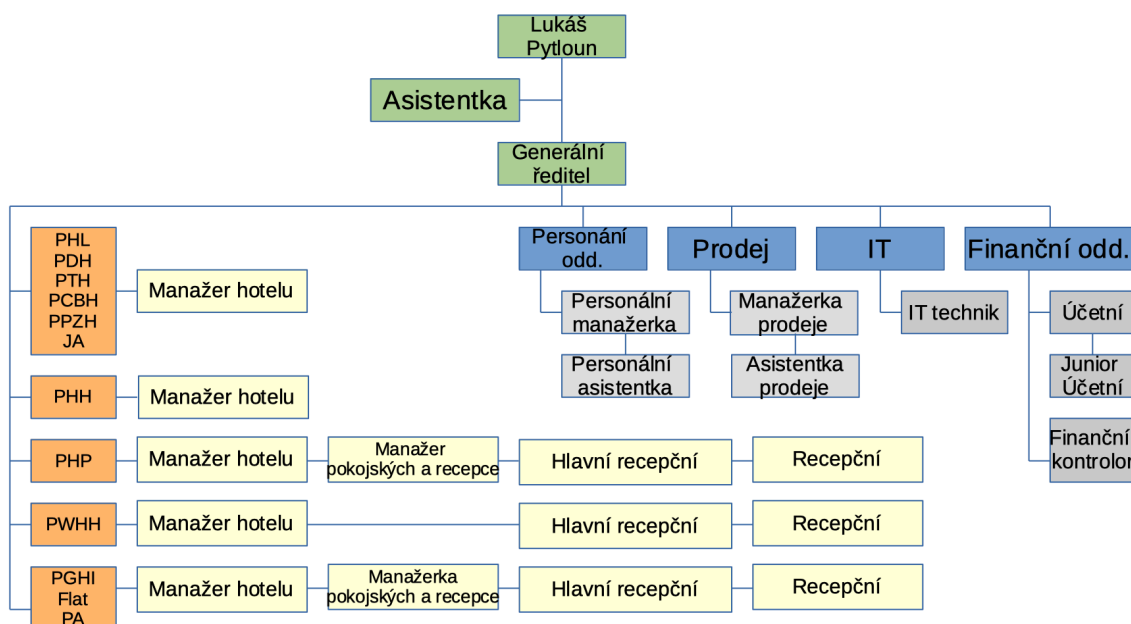 Lukáš
Pytloun
Asistentka
Generální
ředitel
PHL
PDH
PTH
PCBH
PPZH
JA
Manažer hotelu
Personání
odd.
Prodej
IT
Finanční odd.
Personální
manažerka
Manažerka
prodeje
IT technik
Účetní
Personální
asistentka
Asistentka
prodeje
Junior
Účetní
PHH
Manažer hotelu
Finanční
kontrolor
PHP
Manažer hotelu
Manažer
pokojských a recepce
Hlavní recepční
Recepční
PWHH
Manažer hotelu
Hlavní recepční
Recepční
PGHI
Flat
PA
Manažer hotelu
Manažerka
pokojských a recepce
Hlavní recepční
Recepční